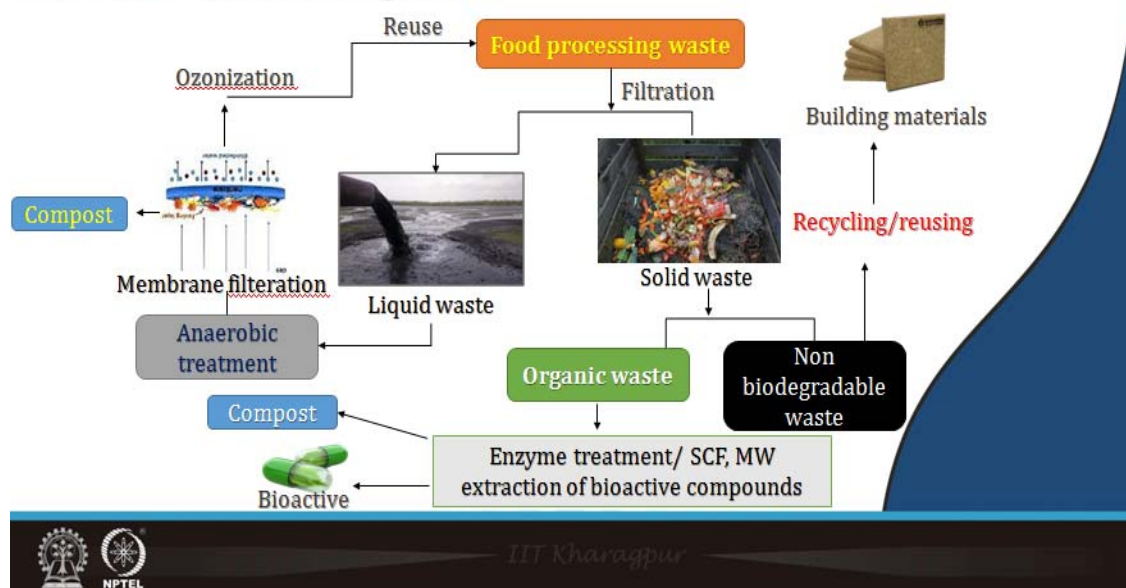 Reuse
Food processing waste
Ozonization
Filtration
Building materials
Compost
Recycling/reusing
Membrane filteration
Liquid waste
Solid waste
Anaerobic
treatment
Organic waste
Non
biodegradable
waste
Compost
Enzyme treatment/ SCF, MW
extraction of bioactive compounds
Bioactive
IIT Kharagpur
NPTEL